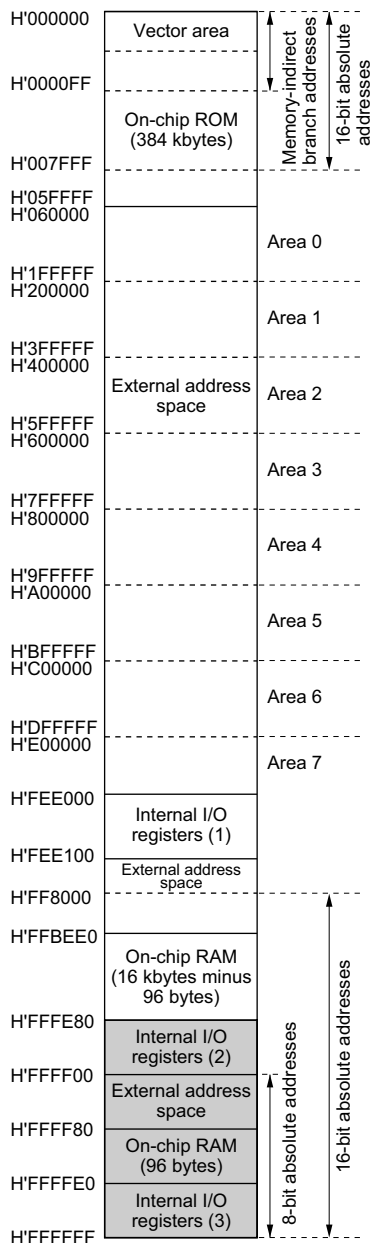 H'000000
Vector area
H'0000FF
On-chip ROM
(384 kbytes)
H'007FFF
H'05FFFF
H'060000
Area 0
H'1FFFFF
H'200000
Area 1
H'3FFFFF
H'400000
External address
space
Area 2
H'5FFFFF
H'600000
Area 3
H'7FFFFF
H'800000
Area 4
H'9FFFFF
H'A00000
Area 5
H'BFFFFF
H'C00000
Area 6
H'DFFFFF
H'E00000
Area 7
H'FEE000
Internal I/O
registers (1)
H'FEE100
External address
space
H'FF8000
H'FFBEE0
On-chip RAM
(16 kbytes minus
96 bytes)
H'FFFE80
Internal I/O
registers (2)
H'FFFF00
External address
space
H'FFFF80
On-chip RAM
(96 bytes)
H'FFFFE0
Internal I/O
registers (3)
H'FFFFFF
Memory-indirect
branch addresses
16-bit absolute
addresses
8-bit absolute addresses
16-bit absolute addresses